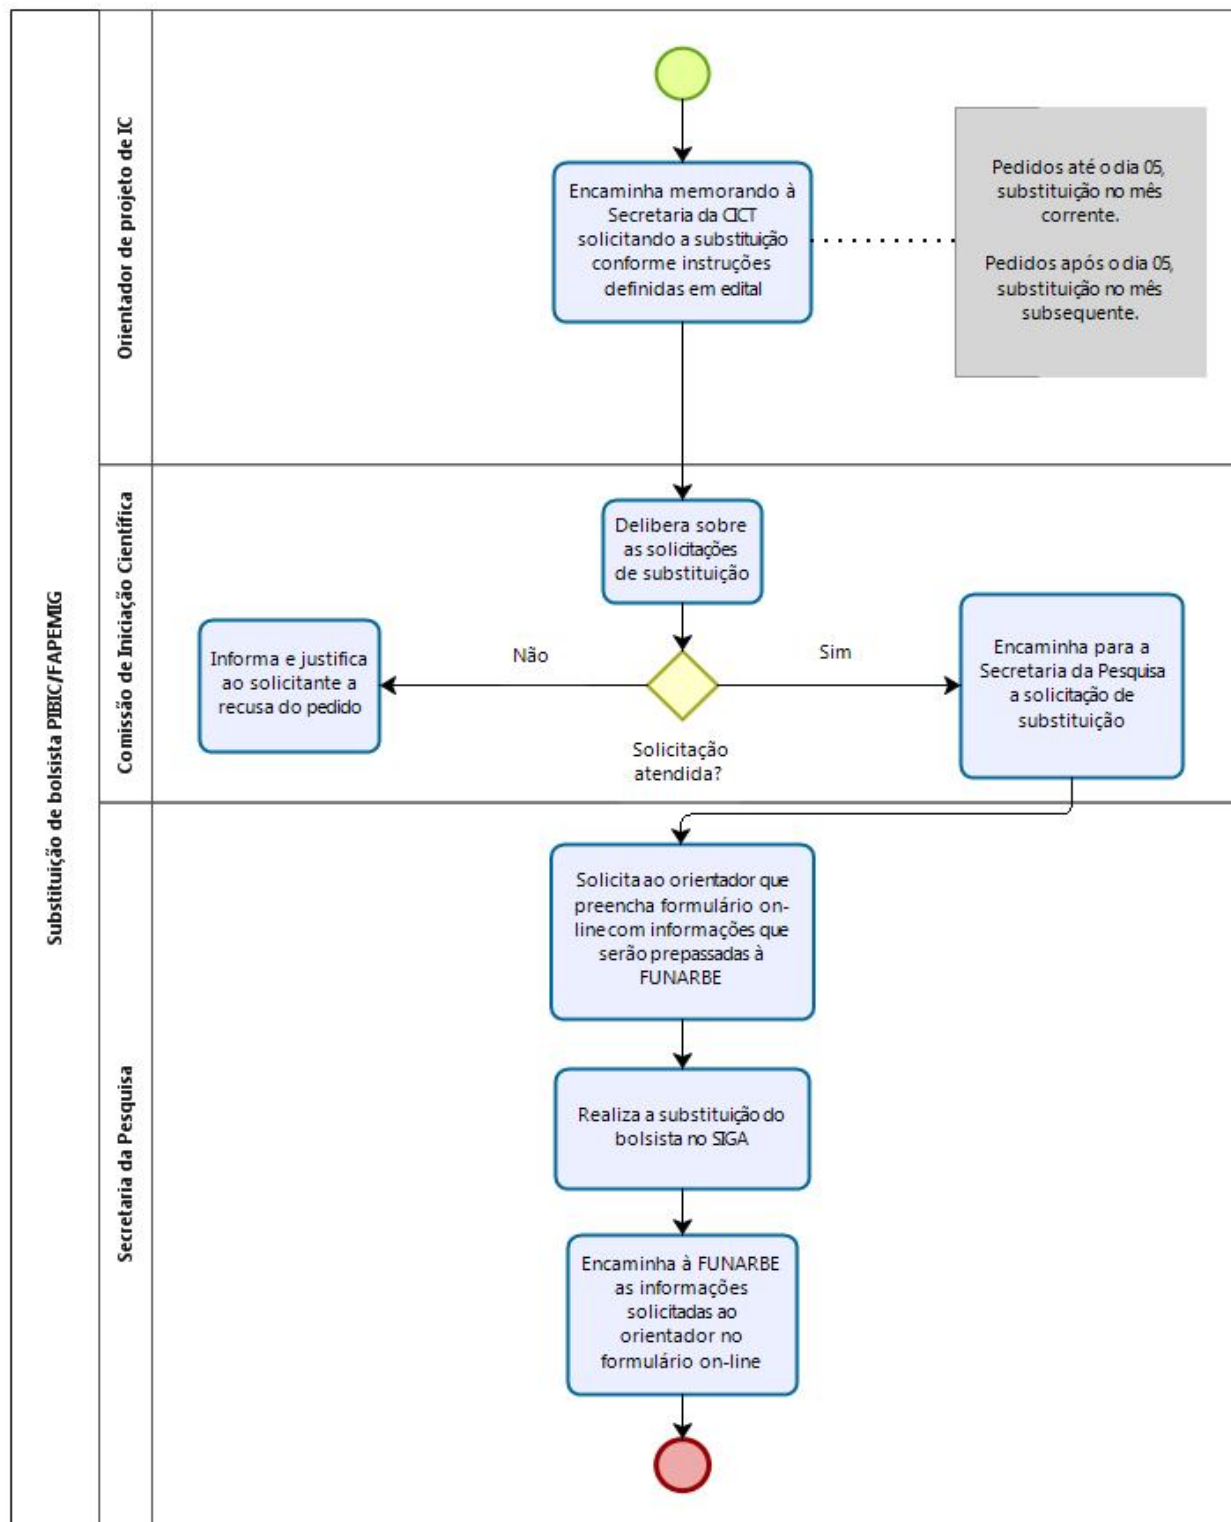 Substituição de bolsista PIBIC/FAPEMIG
Orientador de projeto de IC
Encaminha memorando à
Secretaria da CICT
solicitando a substituição
conforme instruções
definidas em edital
Pedidos até o dia 05,
substituição no mês
corrente.
Pedidos após o dia 05,
substituição no mês
subsequente.
Comissão de Iniciação Científica
Delibera sobre
as solicitações
de substituição
Não
Sim
Solicitação
atendida?
Informa e justifica
ao solicitante a
recusa do pedido
Encaminha para a
Secretaria da Pesquisa
a solicitação de
substituição
Secretaria da Pesquisa
Solicita ao orientador que
preencha formulário on-
line com informações que
serão prepassadas à
FUNARBE
Realiza a substituição do
bolsista no SIGA
Encaminha à FUNARBE
as informações
solicitadas ao
orientador no
formulário on-line